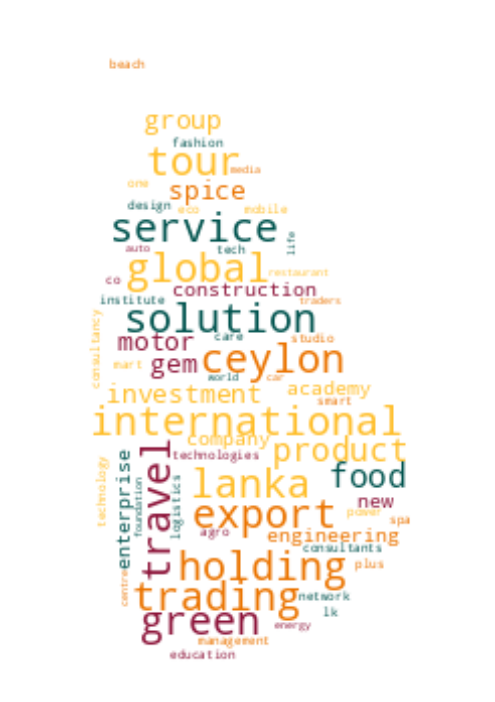 beach
group
fashion
tour
media
one
spice
design
eco
mobile
service
life
auto
tech
global
restaurant
co
construction
institute
traders
solution
consultancy
motor
care
studio
gem
ceylon
mart
world
car
investment
academy
smart
international
company
product
travel
technologies
technology
enterprise
foundation
logistics
lanka
food
new
export
power
spa
agro
engineering
consultants
holding
plus
centre
trading
network
lk
green
energy
management
education